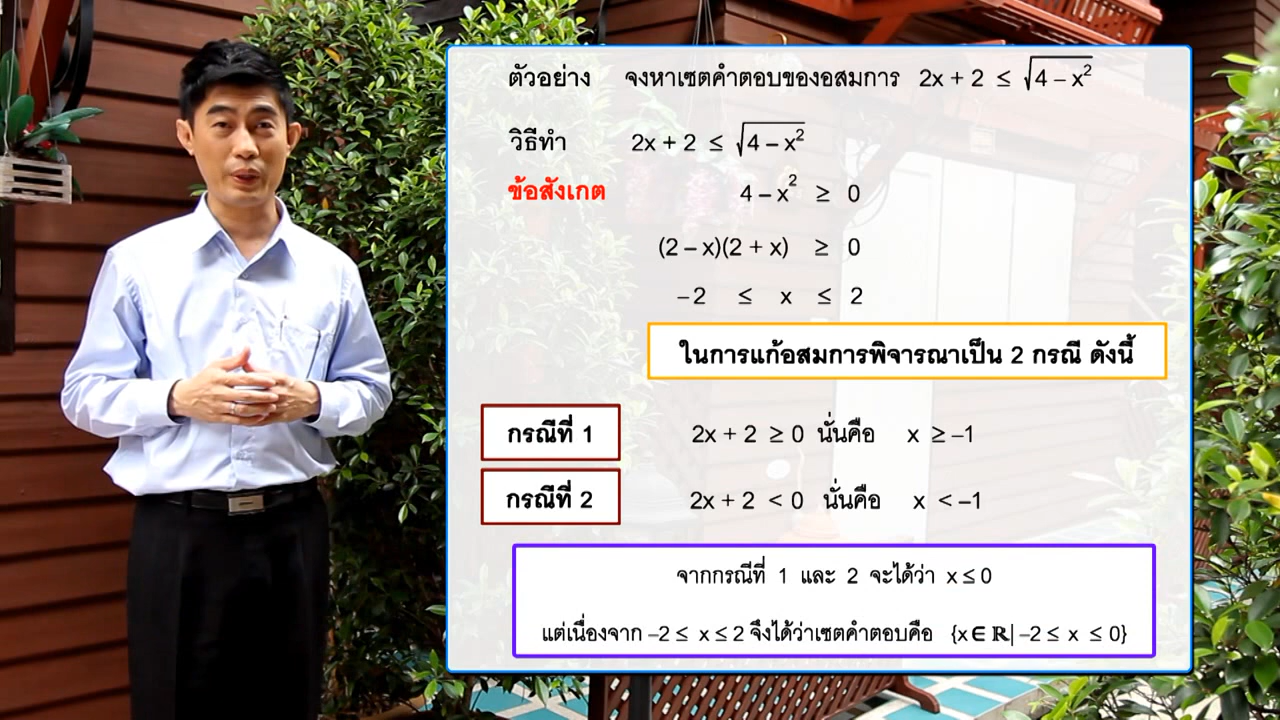 ตัวอย่าง จงหาเซตคำตอบของอสมการ 2x + 2 ≤ √(4 – x²)
วิธีทำ 2x + 2 ≤ √(4 – x²)
ข้อสังเกต 4 – x² ≥ 0
(2 – x)(2 + x) ≥ 0
–2 ≤ x ≤ 2
ในการแก้อสมการพิจารณาเป็น 2 กรณี ดังนี้
กรณีที่ 1 2x + 2 ≥ 0 นั่นคือ x ≥ –1
กรณีที่ 2 2x + 2 < 0 นั่นคือ x < –1
จากกรณีที่ 1 และ 2 จะได้ว่า x ≤ 0
แต่เนื่องจาก –2 ≤ x ≤ 2 จึงได้ว่าเซตคำตอบคือ {x ∈ ℝ| –2 ≤ x ≤ 0}